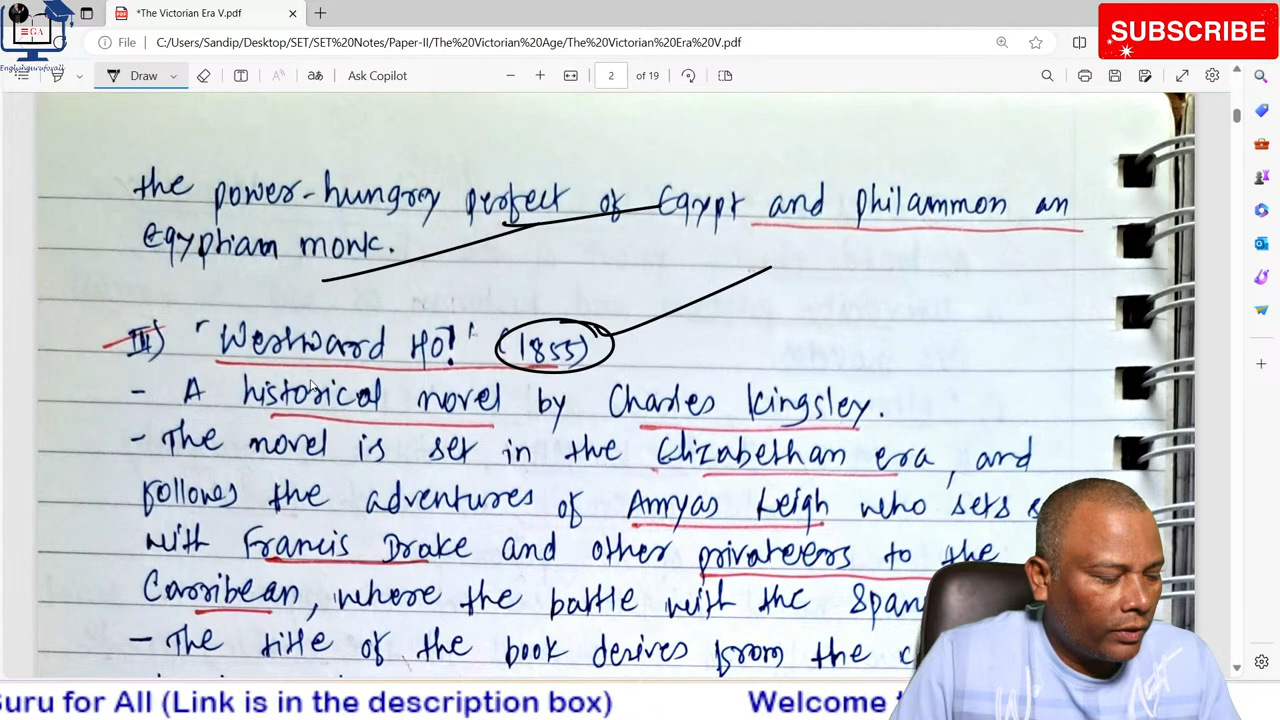 *The Victorian Era V.pdf
SUBSCRIBE
EGA
Englishguruforall
File
C:/Users/Sandip/Desktop/SET/SET%20Notes/Paper-II/The%20Victorian%20Age/The%20Victorian%20Era%20V.pdf
Draw
Ask Copilot
2 of 19
the power-hungry perfect of Egypt and philammon an
Egyptian monk.
III) "Westward Ho!" (1855)
- A historical novel by Charles Kingsley.
- The novel is set in the Elizabethan era, and
follows the adventures of Amyas Leigh who sets s
with Francis Drake and other privateers to the
Carribean, where the battle with the Span
- The title of the book derives from the c
Guru for All (Link is in the description box)
Welcome